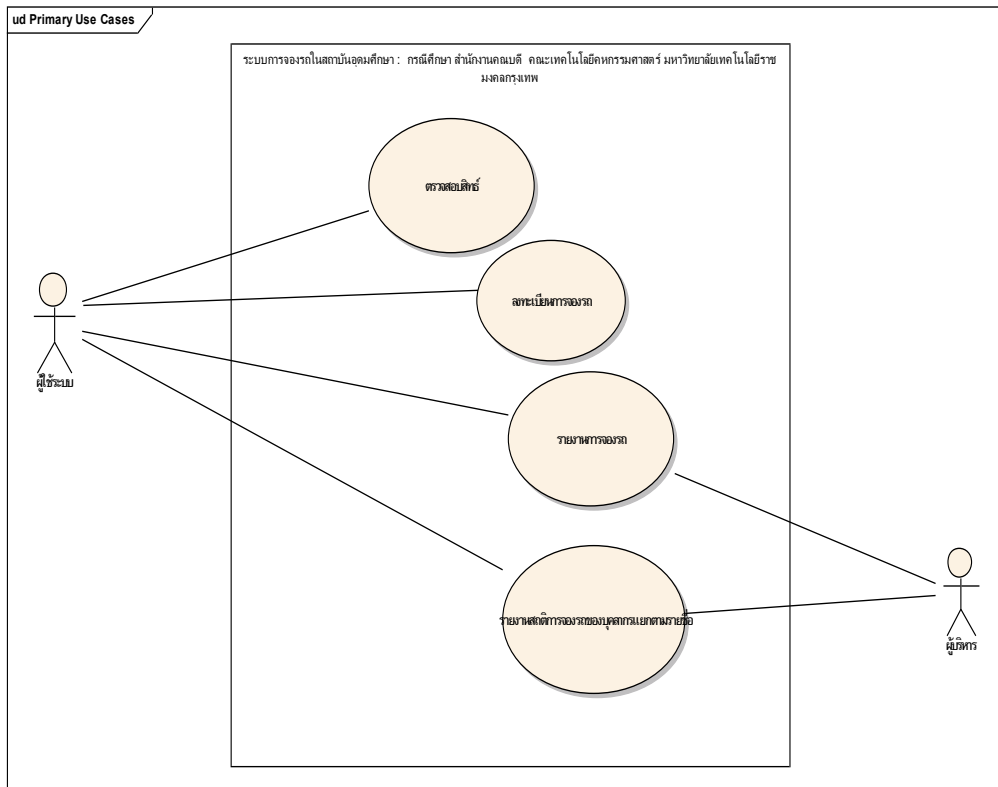 ud Primary Use Cases
ระบบการจองรถในสถาบันอุดมศึกษา : กรณีศึกษา สำนักงานคณบดี คณะเทคโนโลยีคหกรรมศาสตร์ มหาวิทยาลัยเทคโนโลยีราช
มงคลกรุงเทพ
ตรวจสอบสิทธ์
ลงทะเบียนการจองรถ
ผู้ใช้ระบบ
รายงานการจองรถ
รายงานสถติการจองรถของบุคลากรแยกตามรายชื่อ
ผู้บริหาร